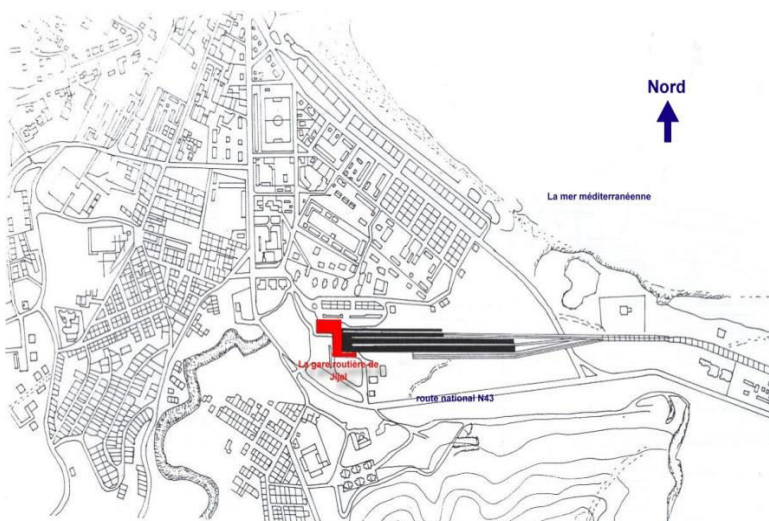 Nord
La mer méditerranéenne
La gare routière de
Jijel
route national N43